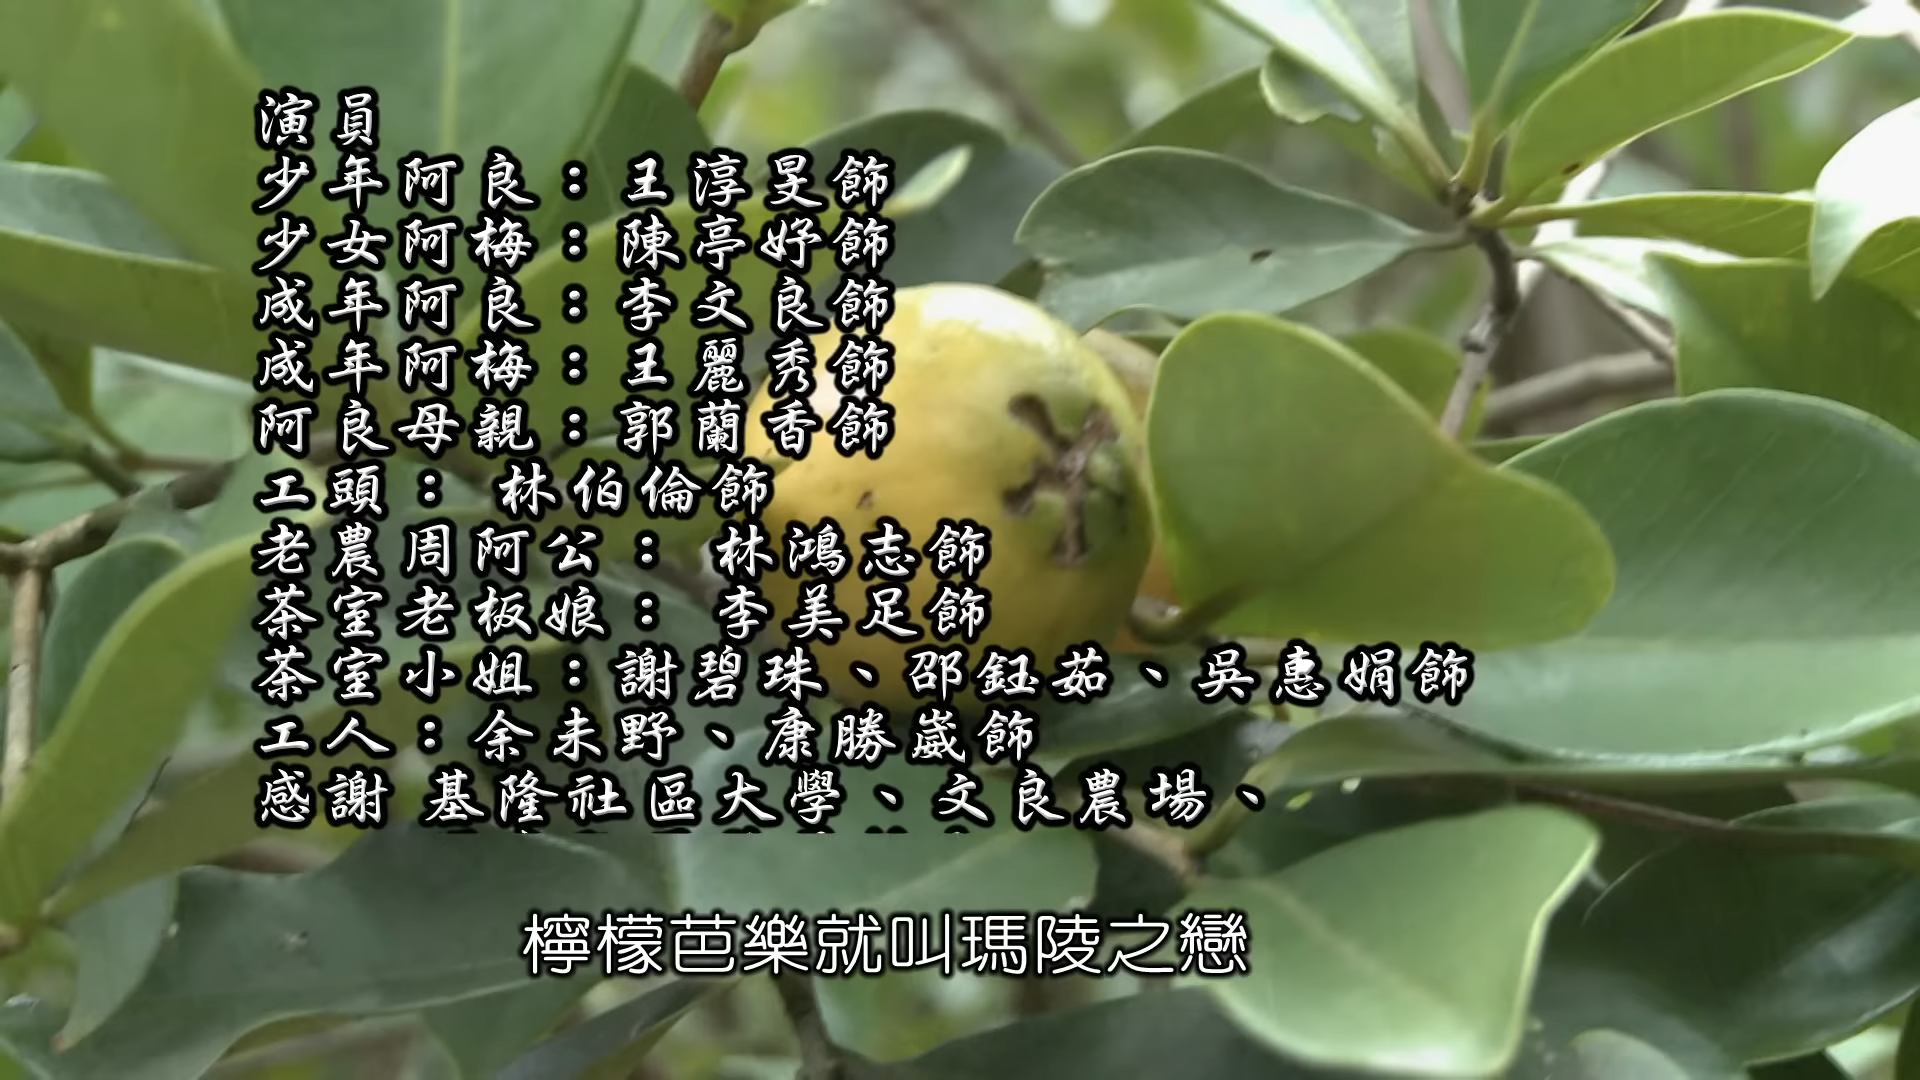 演員
少年阿良：王淳旻飾
少女阿梅：陳亭妤飾
成年阿良：李文良飾
成年阿梅：王麗秀飾
阿良母親：郭蘭香飾
工頭： 林伯倫飾
老農周阿公： 林鴻志飾
茶室老板娘： 李美足飾
茶室小姐：謝碧珠、邵鈺茹、吳惠娟飾
工人：余未野、康勝崴飾
感謝 基隆社區大學、文良農場、
檸檬芭樂就叫瑪陵之戀